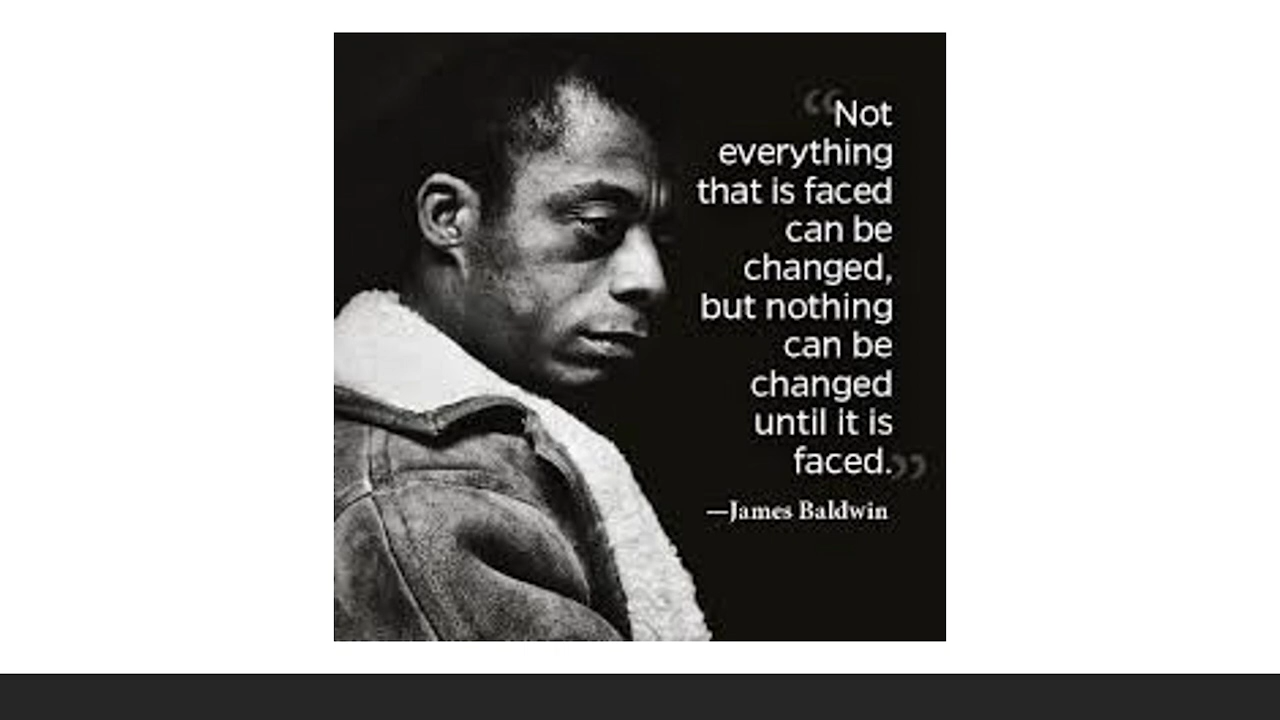 “Not
everything
that is faced
can be
changed,
but nothing
can be
changed
until it is
faced.”
—James Baldwin